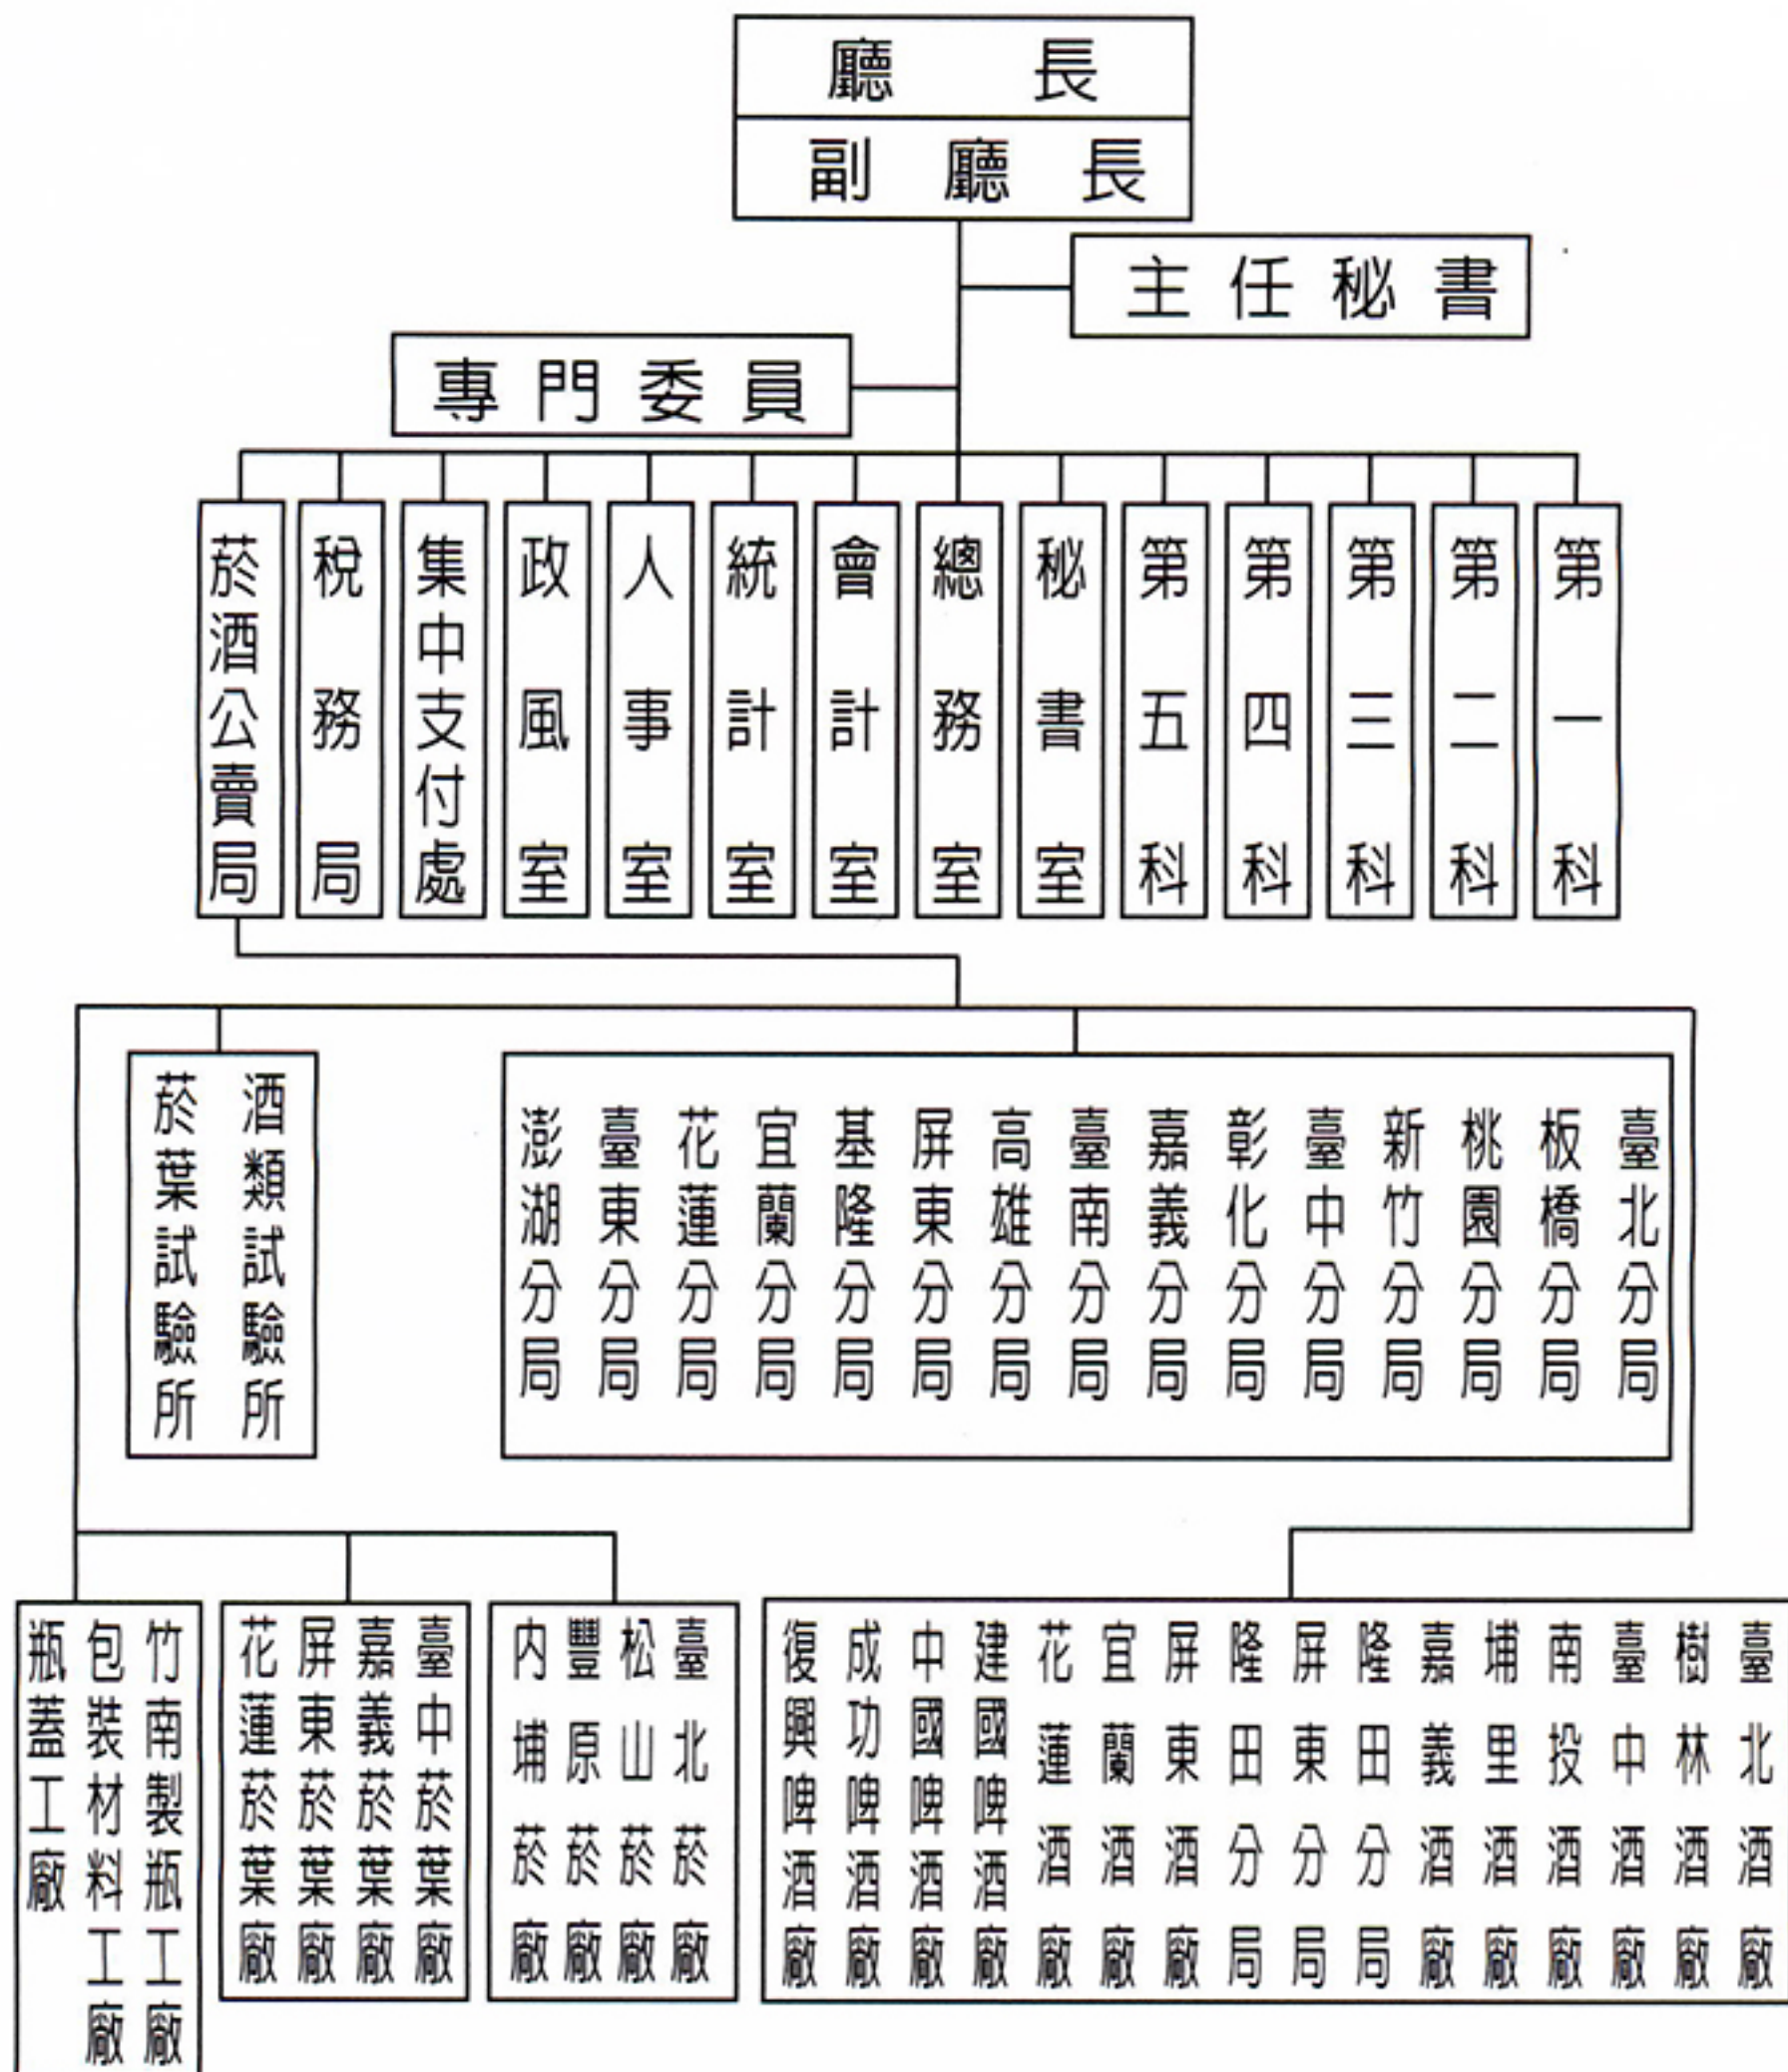 廳長
副廳長
主任秘書
專門委員
第一科
第二科
第三科
第四科
第五科
秘書室
總務室
會計室
統計室
人事室
政風室
集中支付處
稅務局
菸酒公賣局
臺北分局
板橋分局
桃園分局
新竹分局
臺中分局
彰化分局
嘉義分局
臺南分局
高雄分局
屏東分局
基隆分局
宜蘭分局
花蓮分局
臺東分局
澎湖分局
酒類試驗所
菸葉試驗所
臺北酒廠
樹林酒廠
臺中酒廠
南投酒廠
埔里酒廠
嘉義酒廠
隆田分局
屏東分局
隆田分局
屏東酒廠
宜蘭酒廠
花蓮酒廠
建國啤酒廠
中國啤酒廠
成功啤酒廠
復興啤酒廠
臺北菸廠
松山菸廠
豐原菸廠
內埔菸廠
臺中菸葉廠
嘉義菸葉廠
屏東菸葉廠
花蓮菸葉廠
竹南製瓶工廠
包裝材料工廠
瓶蓋工廠